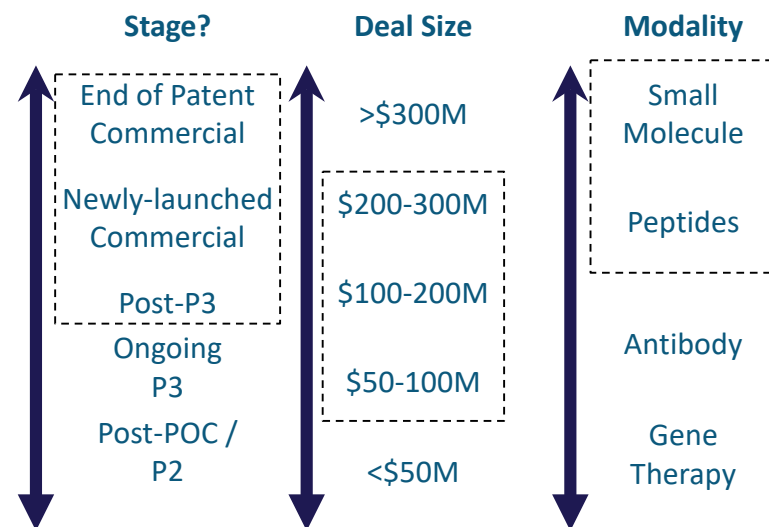 Stage?
End of Patent
Commercial
Newly-launched
Commercial
Post-P3
Ongoing
P3
Post-POC /
P2
Deal Size
>$300M
$200-300M
$100-200M
$50-100M
<$50M
Modality
Small
Molecule
Peptides
Antibody
Gene
Therapy